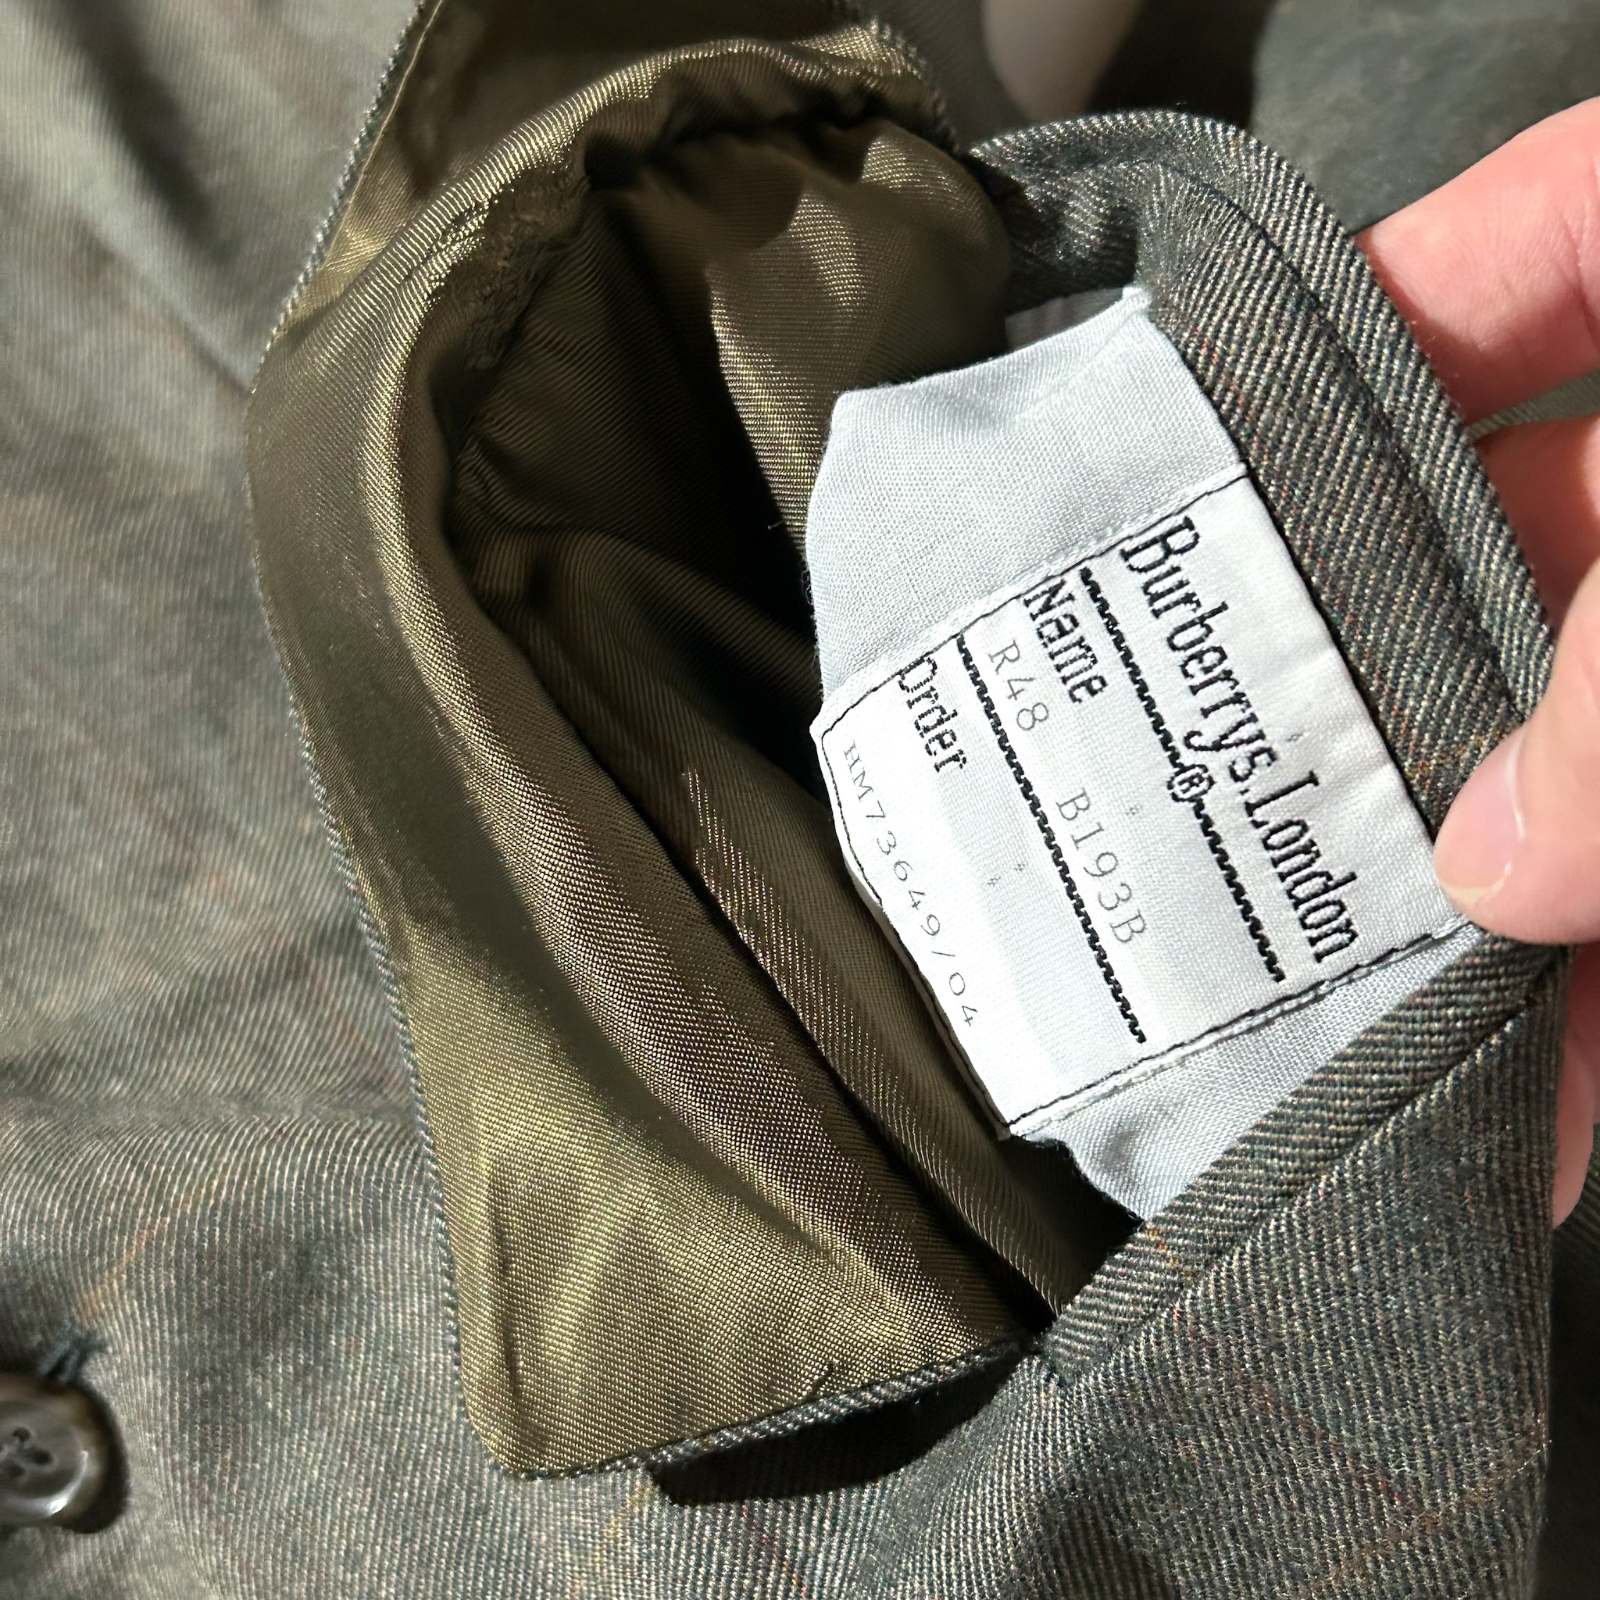 Burberrys, London
®
Name
R48 B193B
Order
HM73649/04